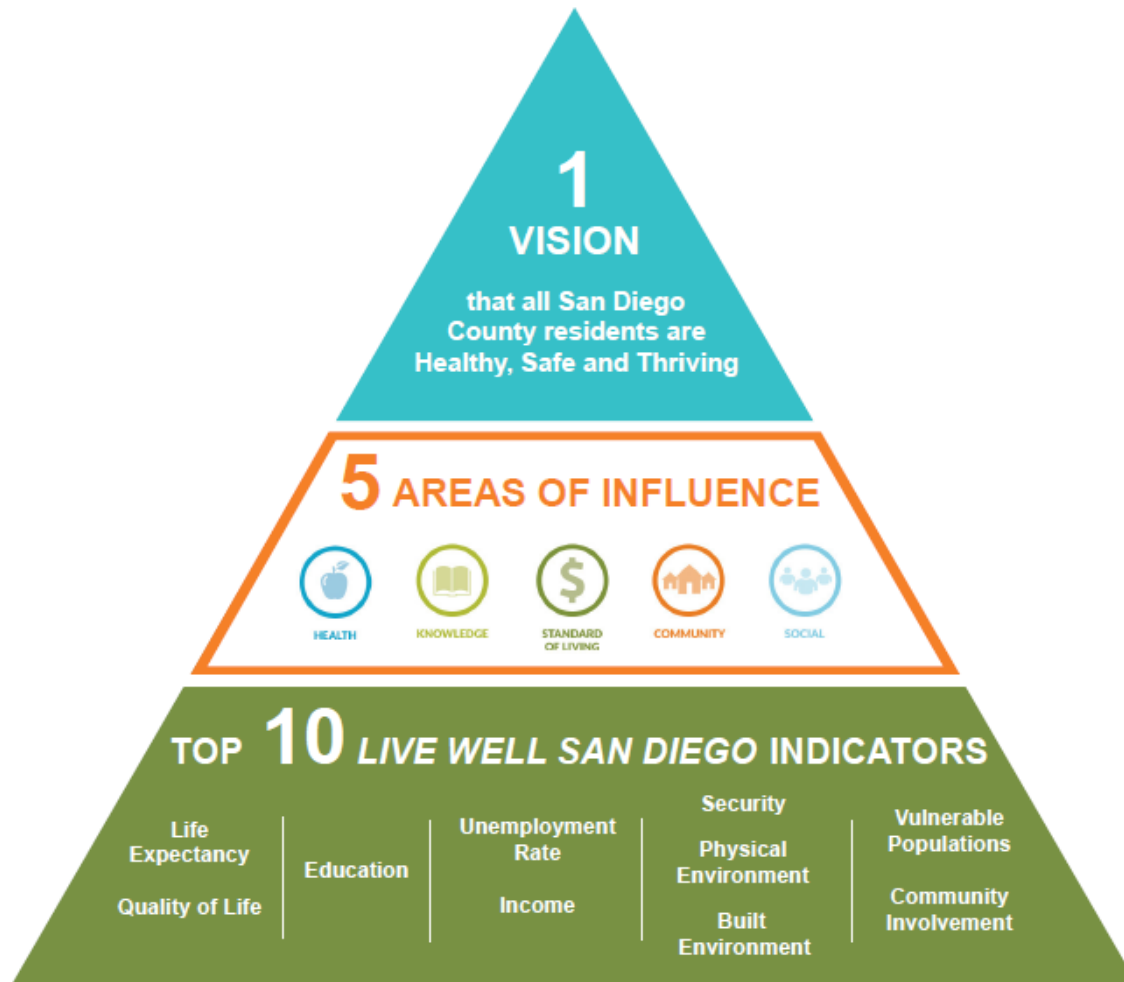 1
VISION
that all San Diego
County residents are
Healthy, Safe and Thriving
5 AREAS OF INFLUENCE
HEALTH
KNOWLEDGE
STANDARD
OF LIVING
COMMUNITY
SOCIAL
TOP 10 LIVE WELL SAN DIEGO INDICATORS
Life
Expectancy
Quality of Life
Education
Unemployment
Rate
Income
Security
Physical
Environment
Built
Environment
Vulnerable
Populations
Community
Involvement